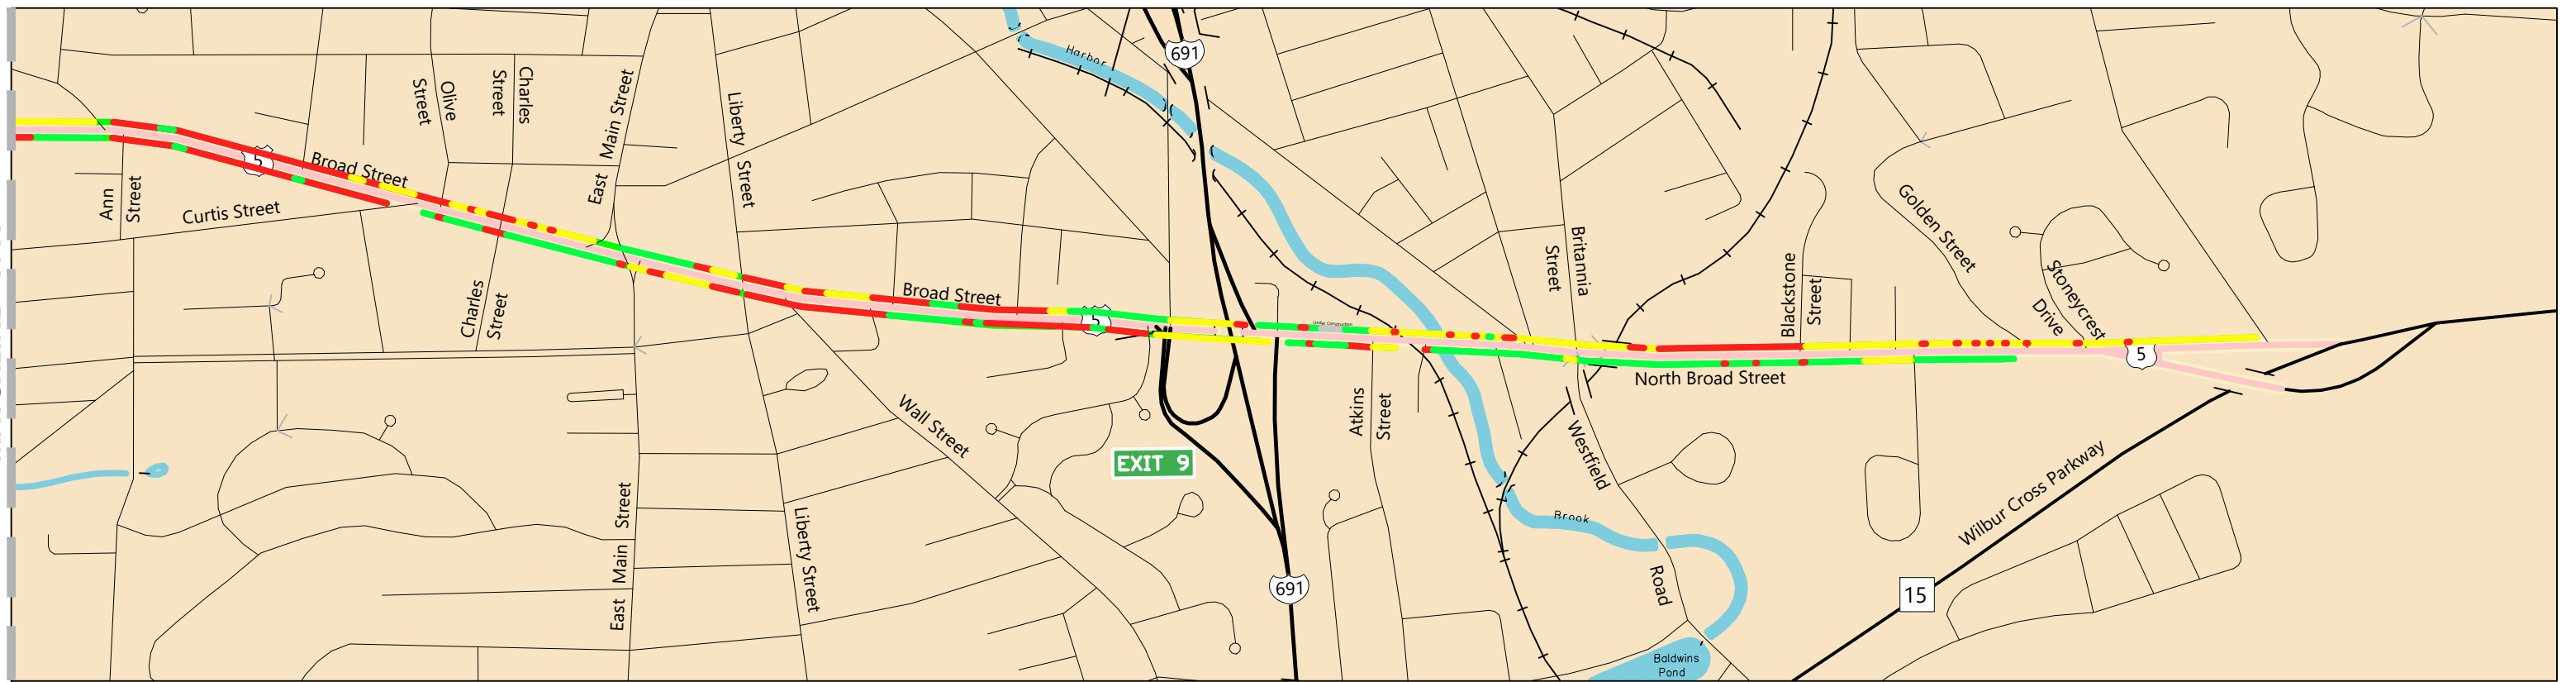 Harbor
691
Olive
Street
Charles
Street
East Main Street
Liberty
Street
Broad Street
5
Ann
Street
Curtis Street
Charles
Street
Broad Street
5
Under Construction
Britannia
Street
Blackstone
Street
Golden Street
Stoneycrest
Drive
5
North Broad Street
Atkins
Street
Wall Street
EXIT 9
Westfield
Road
Wilbur Cross Parkway
East Main Street
Liberty Street
Brook
691
15
Baldwins
Pond